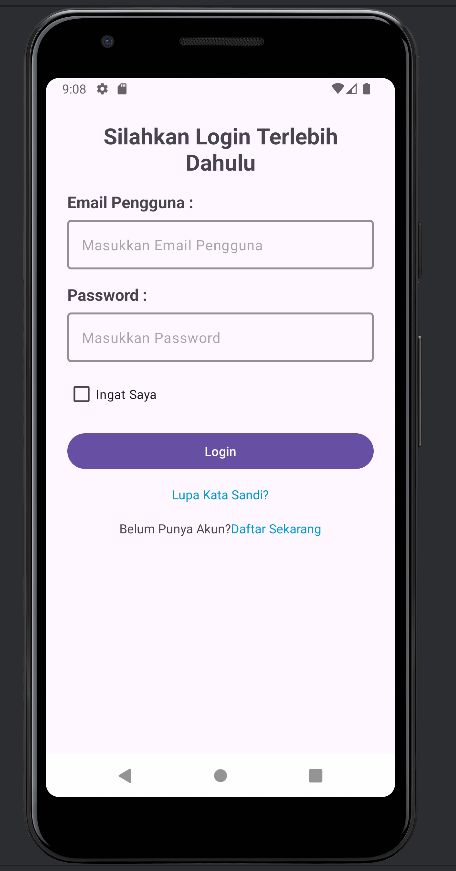 9:08
Silahkan Login Terlebih
Dahulu
Email Pengguna :
Masukkan Email Pengguna
Password :
Masukkan Password
Ingat Saya
Login
Lupa Kata Sandi?
Belum Punya Akun?Daftar Sekarang